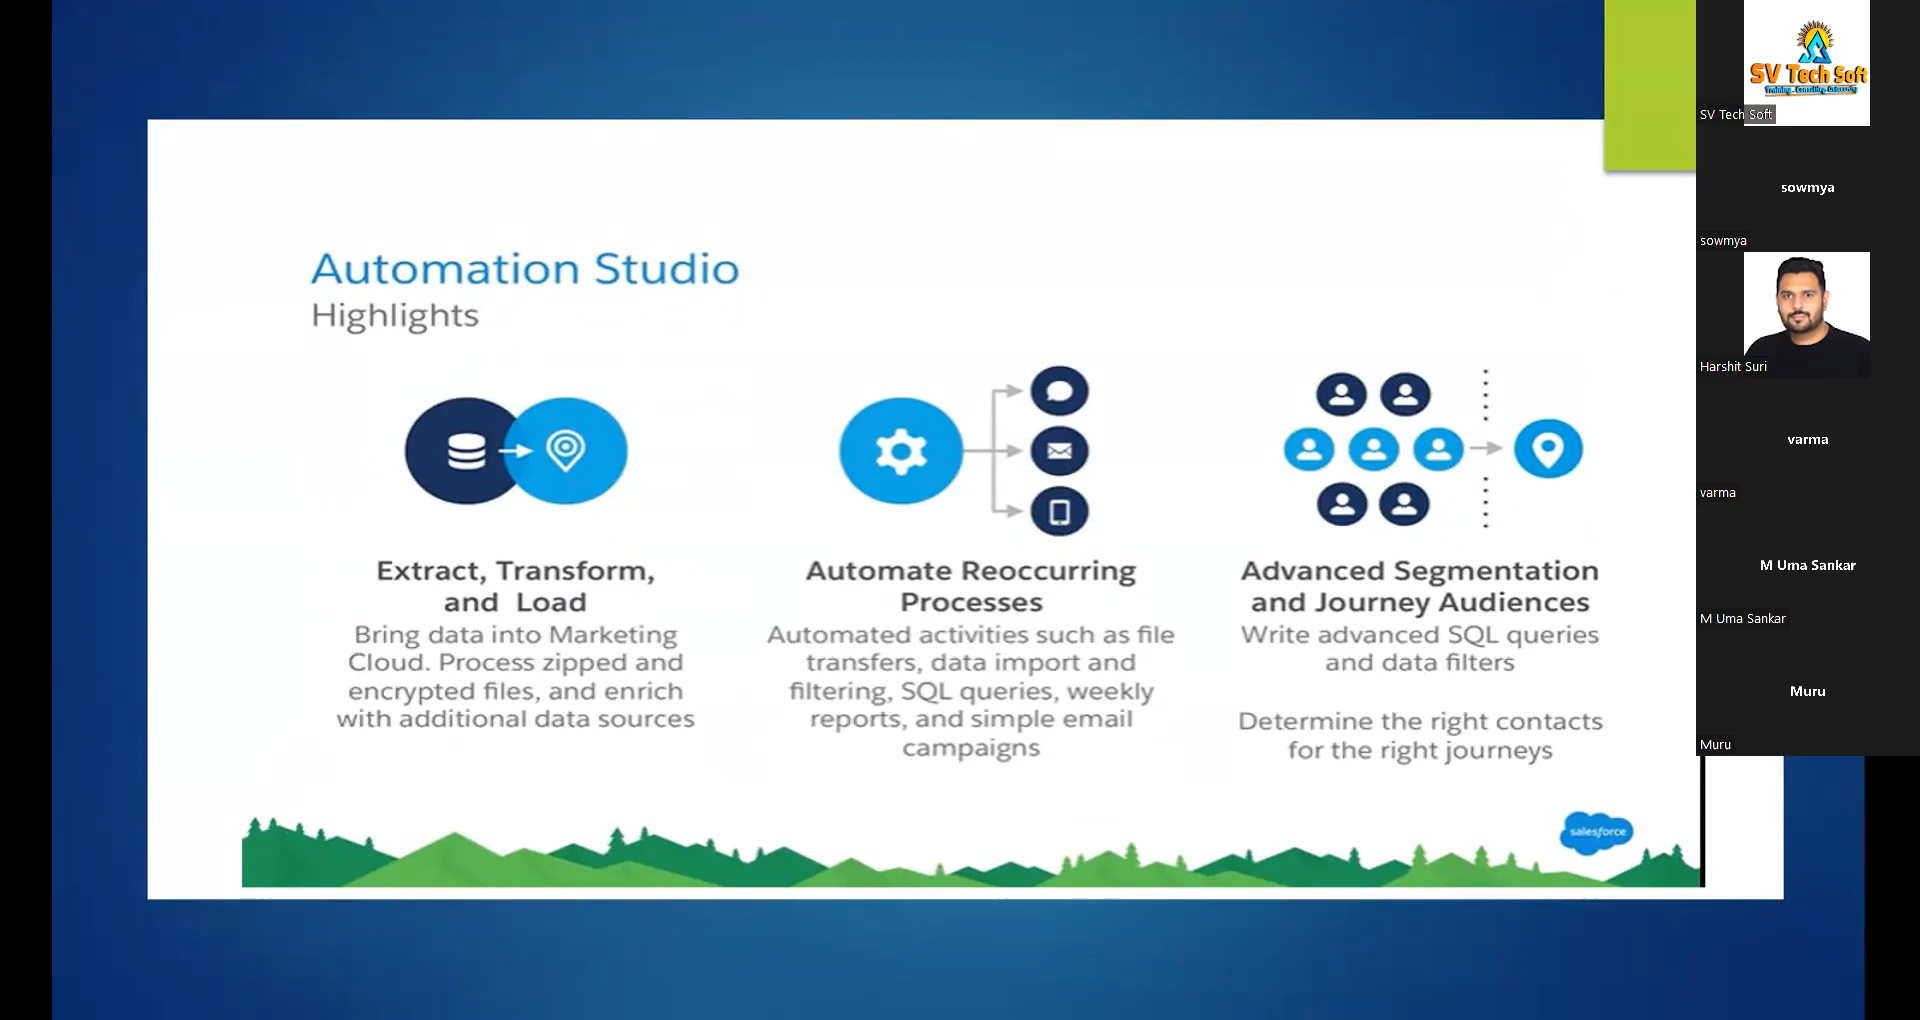 Automation Studio
Highlights
Extract, Transform,
and Load
Bring data into Marketing
Cloud. Process zipped and
encrypted files, and enrich
with additional data sources
Automate Reoccurring
Processes
Automated activities such as file
transfers, data import and
filtering, SQL queries, weekly
reports, and simple email
campaigns
Advanced Segmentation
and Journey Audiences
Write advanced SQL queries
and data filters
Determine the right contacts
for the right journeys
salesforce
SV Tech Soft
Training . Consulting.
SV Tech Soft
sowmya
sowmya
Harshit Suri
varma
varma
M Uma Sankar
M Uma Sankar
Muru
Muru